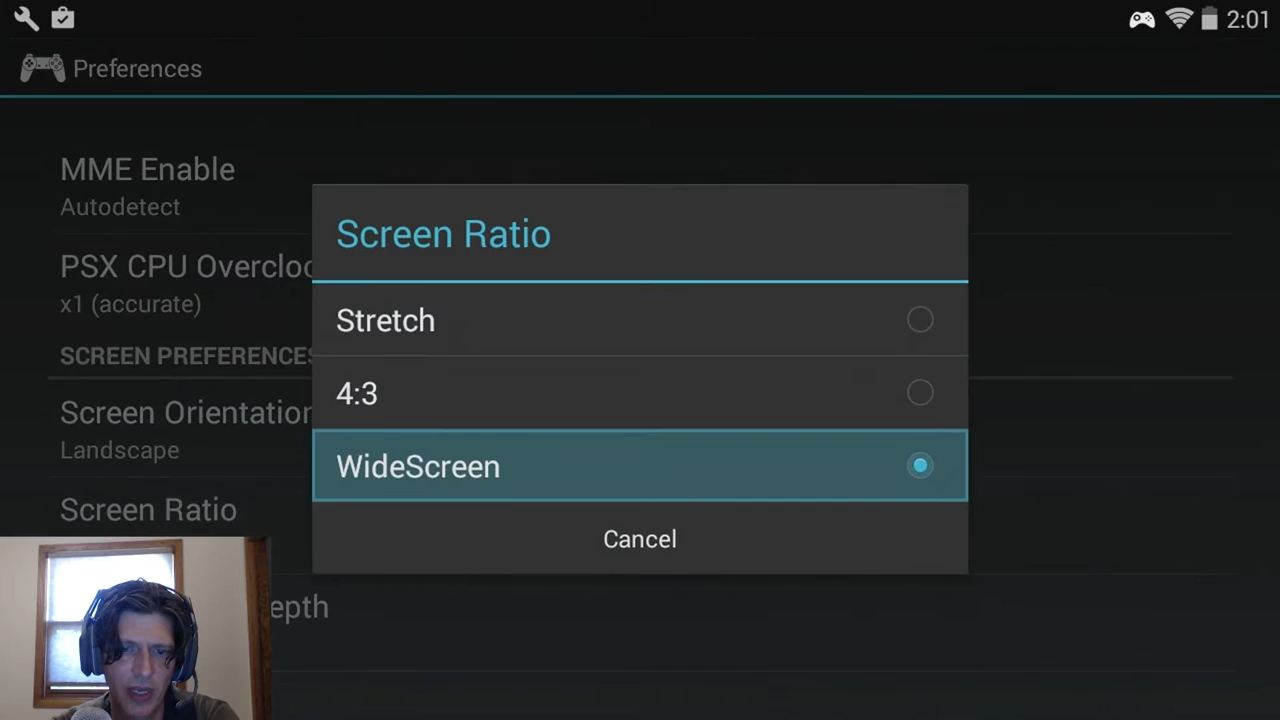 2:01
Preferences
MME Enable
Autodetect
PSX CPU Overcloc
x1 (accurate)
SCREEN PREFERENCES
Screen Orientation
Landscape
Screen Ratio
epth
Screen Ratio
Stretch
4:3
WideScreen
Cancel